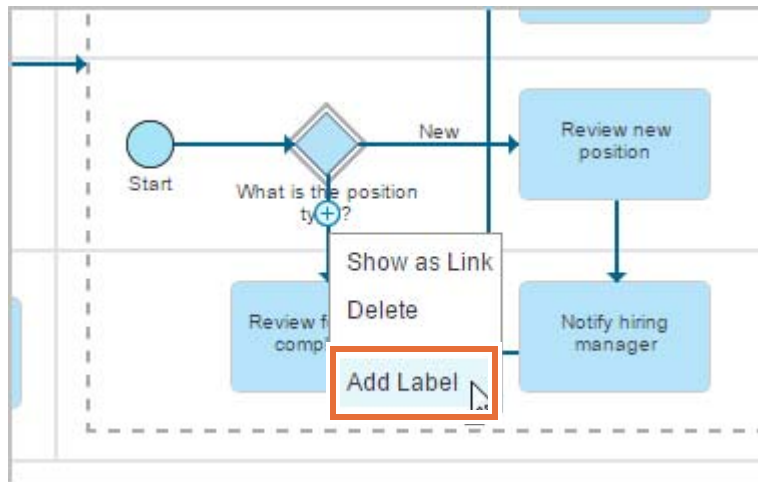 New
Review new
position
Start
What is the position
?
Show as Link
Delete
Add Label
Review
comp
Notify hiring
manager